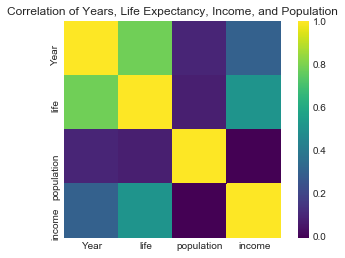 Correlation of Years, Life Expectancy, Income, and Population
Year
life
population
income
Year
life
population
income
1.0
0.8
0.6
0.4
0.2
0.0